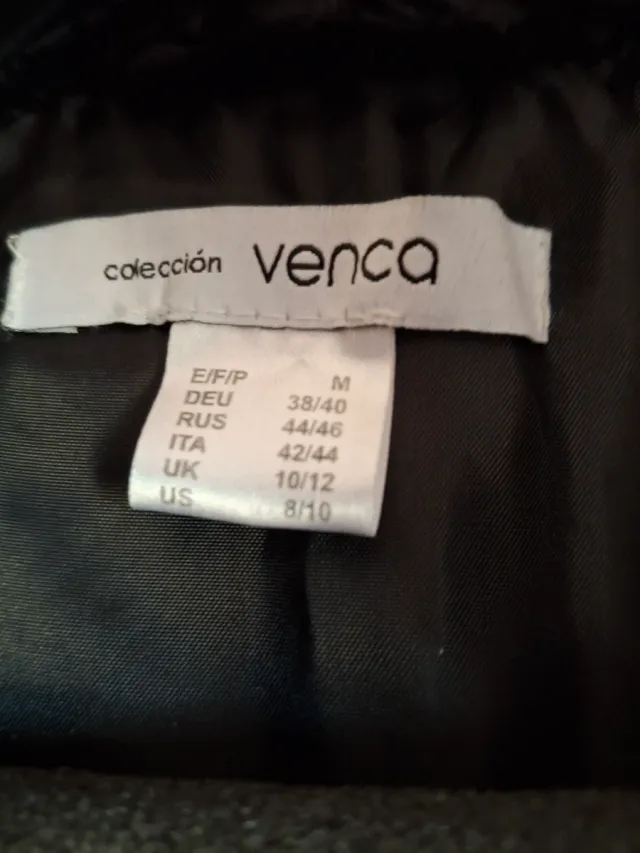 colección venca
E/F/P M
DEU 38/40
RUS 44/46
ITA 42/44
UK 10/12
US 8/10